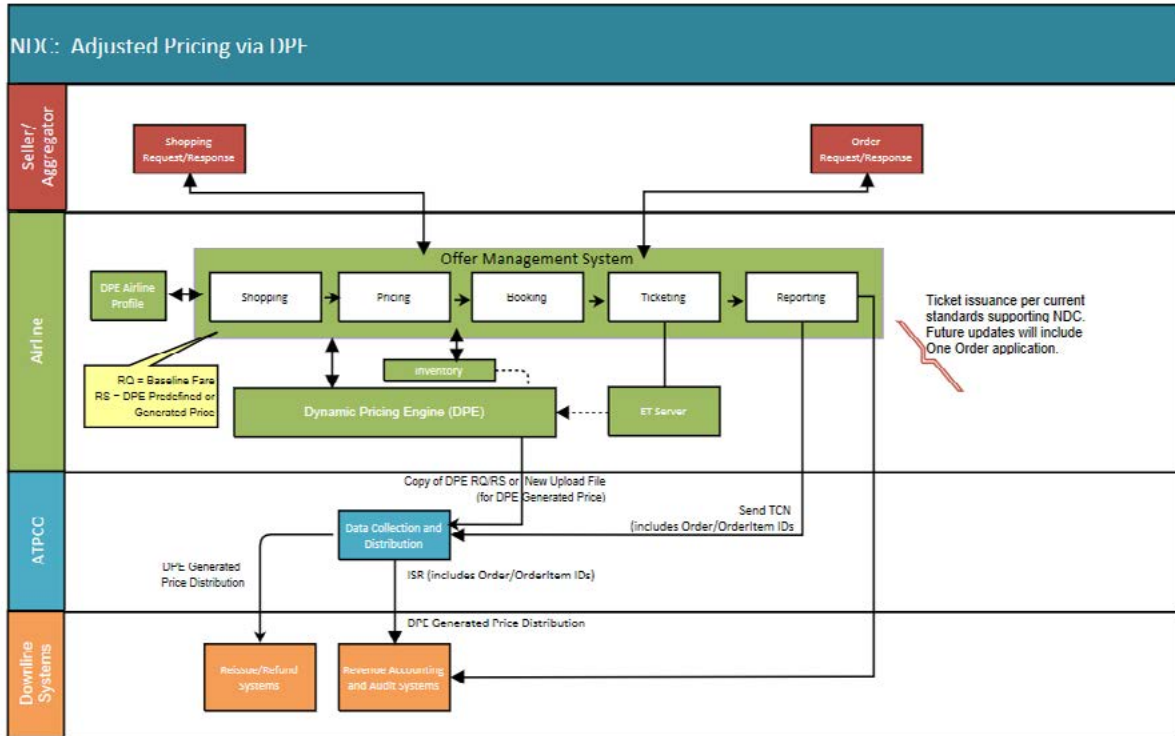 NDC: Adjusted Pricing via DPE
Seller/
Aggregator
Shopping
Request/Response
Order
Request/Response
Airline
Offer Management System
DPE Airline
Profile
Shopping
Pricing
Booking
Ticketing
Reporting
Ticket issuance per current
standards supporting NDC.
Future updates will include
One Order application.
RQ = Baseline Fare
RS = DPE Predefined or
Generated Price
Inventory
Dynamic Pricing Engine (DPE)
ET Server
ATPCO
Copy of DPE RQ/RS or New Upload File
(for DPE Generated Price)
Send TCN
(includes Order/OrderItem IDs
Data Collection and
Distribution
DPE Generated
Price Distribution
ISR (includes Order/OrderItem IDs)
Downline
Systems
DPE Generated Price Distribution
Reissue/Refund
Systems
Revenue Accounting
and Audit Systems